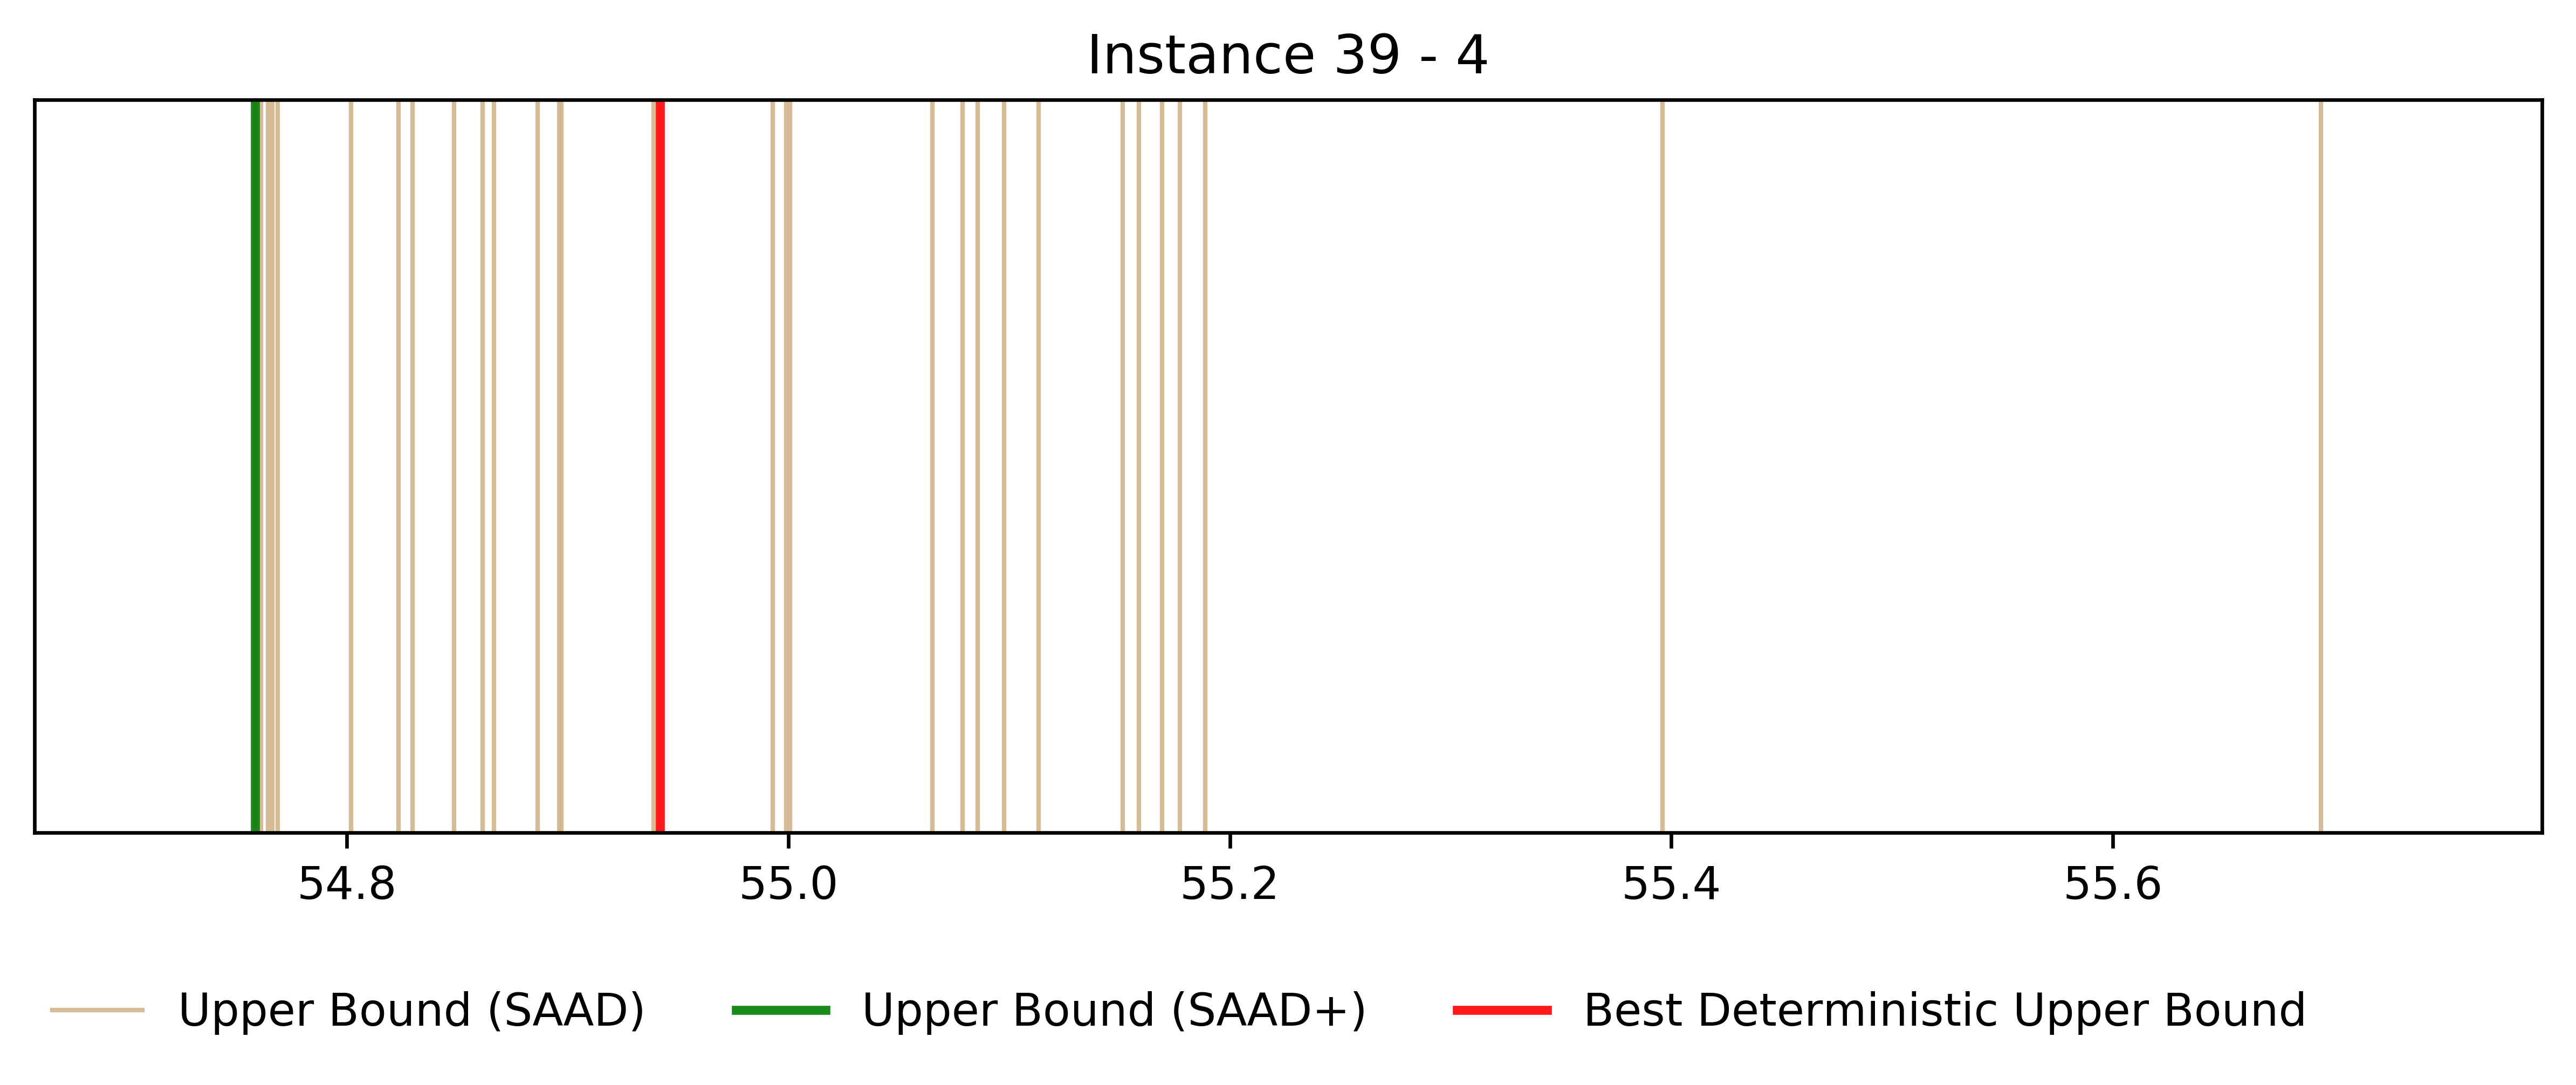 Instance 39 - 4
54.8 55.0 55.2 55.4 55.6
Upper Bound (SAAD) Upper Bound (SAAD+) Best Deterministic Upper Bound